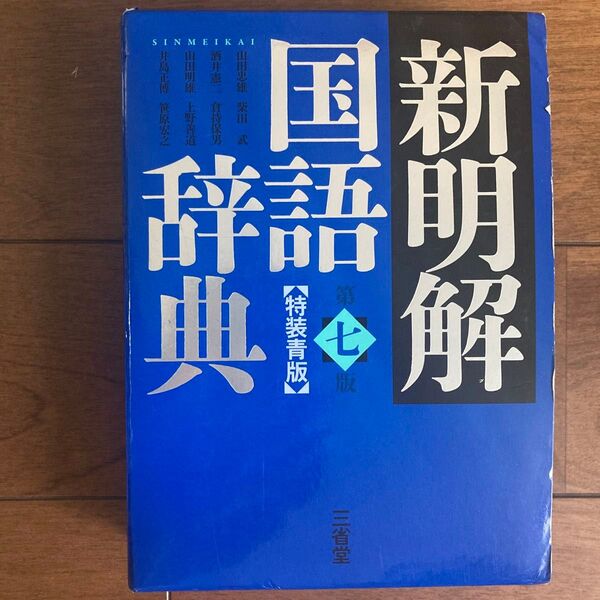 新明解
国語
辞典
第七版
【特装青版】
SINMEIKAI
山田忠雄 柴田 武
酒井憲二 倉持保男
山田明雄 上野善道
井島正博 笹原宏之
三省堂